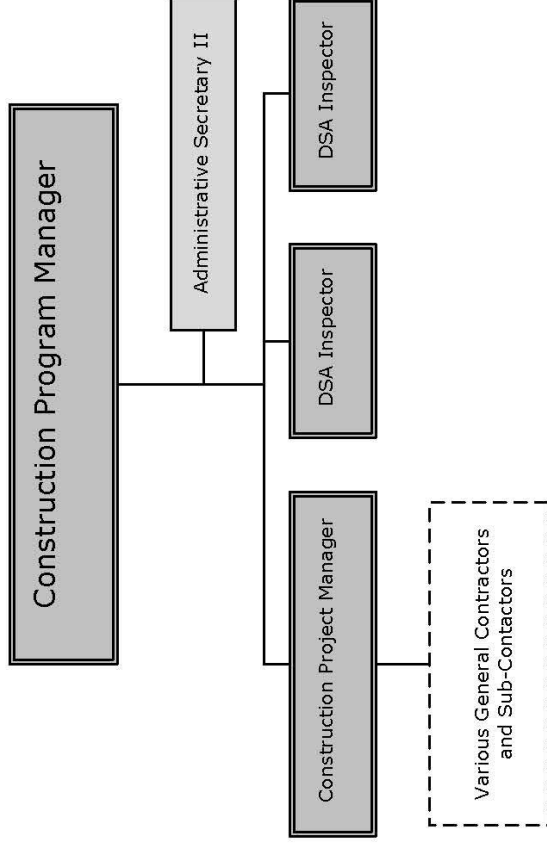 Construction Program Manager
Administrative Secretary II
Construction Project Manager
DSA Inspector
DSA Inspector
Various General Contractors
and Sub-Contactors